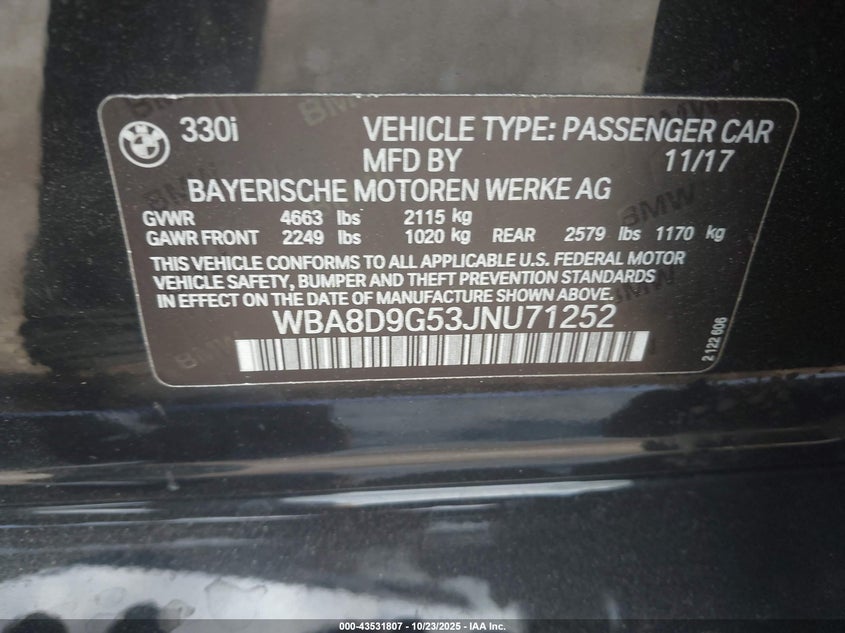 330i VEHICLE TYPE: PASSENGER CAR
MFD BY 11/17
BAYERISCHE MOTOREN WERKE AG
GVWR 4663 lbs 2115 kg
GAWR FRONT 2249 lbs 1020 kg REAR 2579 lbs 1170 kg
THIS VEHICLE CONFORMS TO ALL APPLICABLE U.S. FEDERAL MOTOR
VEHICLE SAFETY, BUMPER AND THEFT PREVENTION STANDARDS
IN EFFECT ON THE DATE OF MANUFACTURE SHOWN ABOVE.
WBA8D9G53JNU71252
2 122 606
BMW
000-43531807 - 10/23/2025 - IAA Inc.